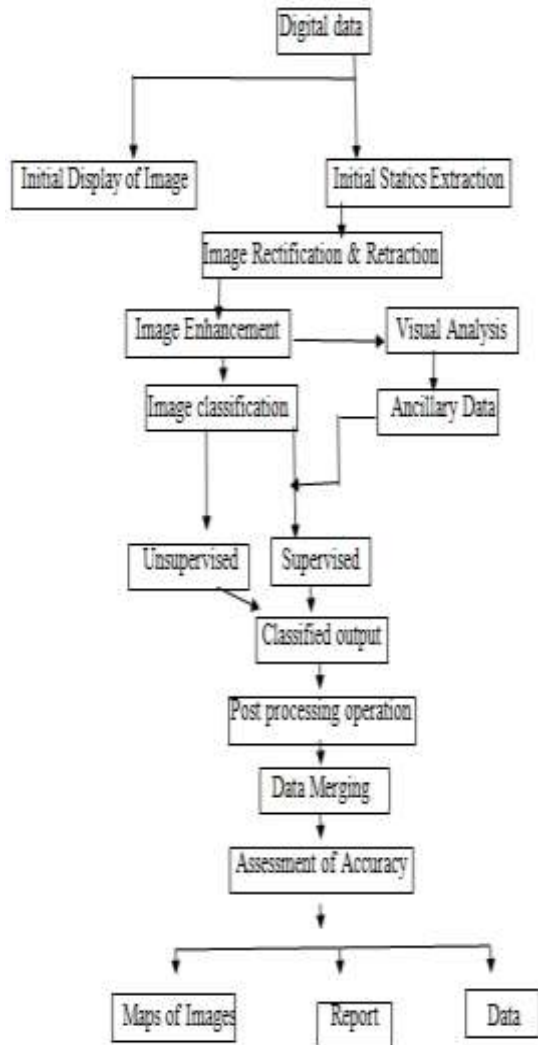 Digital data
Initial Display of Image
Initial Statics Extraction
Image Rectification & Retraction
Image Enhancement
Visual Analysis
Image classification
Ancillary Data
Unsupervised
Supervised
Classified output
Post processing operation
Data Merging
Assessment of Accuracy
Maps of Images
Report
Data